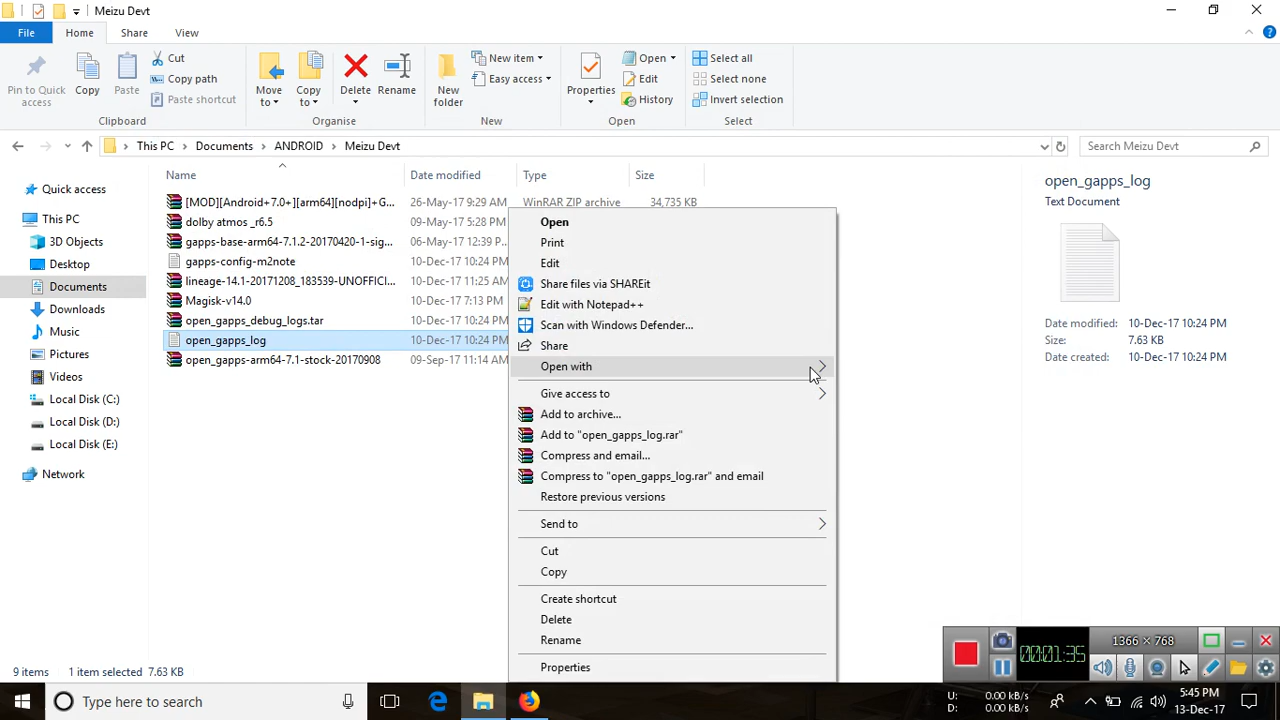 Meizu Devt
File Home Share View
Pin to Quick access
Copy
Paste
Cut
Copy path
Paste shortcut
Clipboard
Move to
Copy to
Delete
Rename
Organise
New folder
New item
Easy access
New
Properties
Open
Edit
History
Open
Select all
Select none
Invert selection
Select
This PC Documents ANDROID Meizu Devt
Search Meizu Devt
Name Date modified Type Size
Quick access
This PC
3D Objects
Desktop
Documents
Downloads
Music
Pictures
Videos
Local Disk (C:)
Local Disk (D:)
Local Disk (E:)
Network
[MOD][Android+7.0+][arm64][nodpi]+G... 26-May-17 9:29 AM WinRAR ZIP archive 34,735 KB
dolby atmos _r6.5 09-May-17 5:28 PM
gapps-base-arm64-7.1.2-20170420-1-sig... 06-May-17 12:39 P...
gapps-config-m2note 10-Dec-17 10:24 PM
lineage-14.1-20171208_183539-UNOFFICI... 10-Dec-17 11:25 AM
Magisk-v14.0 10-Dec-17 7:13 PM
open_gapps_debug_logs.tar 10-Dec-17 10:24 PM
open_gapps_log 10-Dec-17 10:24 PM
open_gapps-arm64-7.1-stock-20170908 09-Sep-17 11:14 AM
Open
Print
Edit
Share files via SHAREit
Edit with Notepad++
Scan with Windows Defender...
Share
Open with
Give access to
Add to archive...
Add to "open_gapps_log.rar"
Compress and email...
Compress to "open_gapps_log.rar" and email
Restore previous versions
Send to
Cut
Copy
Create shortcut
Delete
Rename
Properties
open_gapps_log
Text Document
Date modified: 10-Dec-17 10:24 PM
Size: 7.63 KB
Date created: 10-Dec-17 10:24 PM
1366 × 768
00:01:35
9 items 1 item selected 7.63 KB
Type here to search
U: 0.00 kB/s
D: 0.00 kB/s
5:45 PM
13-Dec-17